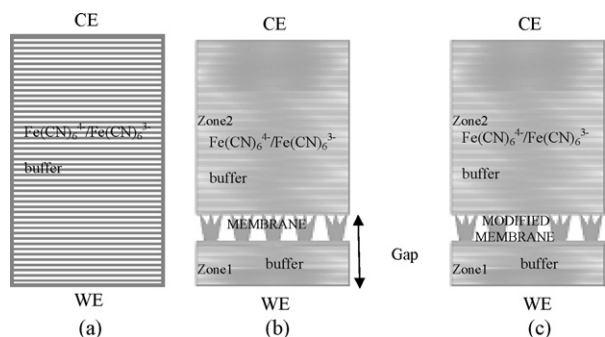 CE
Fe(CN)₆⁴⁻/Fe(CN)₆³⁻
buffer
WE
(a)
CE
Zone2
Fe(CN)₆⁴⁻/Fe(CN)₆³⁻
buffer
MEMBRANE
Zone1
buffer
WE
(b)
Gap
CE
Zone2
Fe(CN)₆⁴⁻/Fe(CN)₆³⁻
buffer
MODIFIED
MEMBRANE
Zone1
buffer
WE
(c)